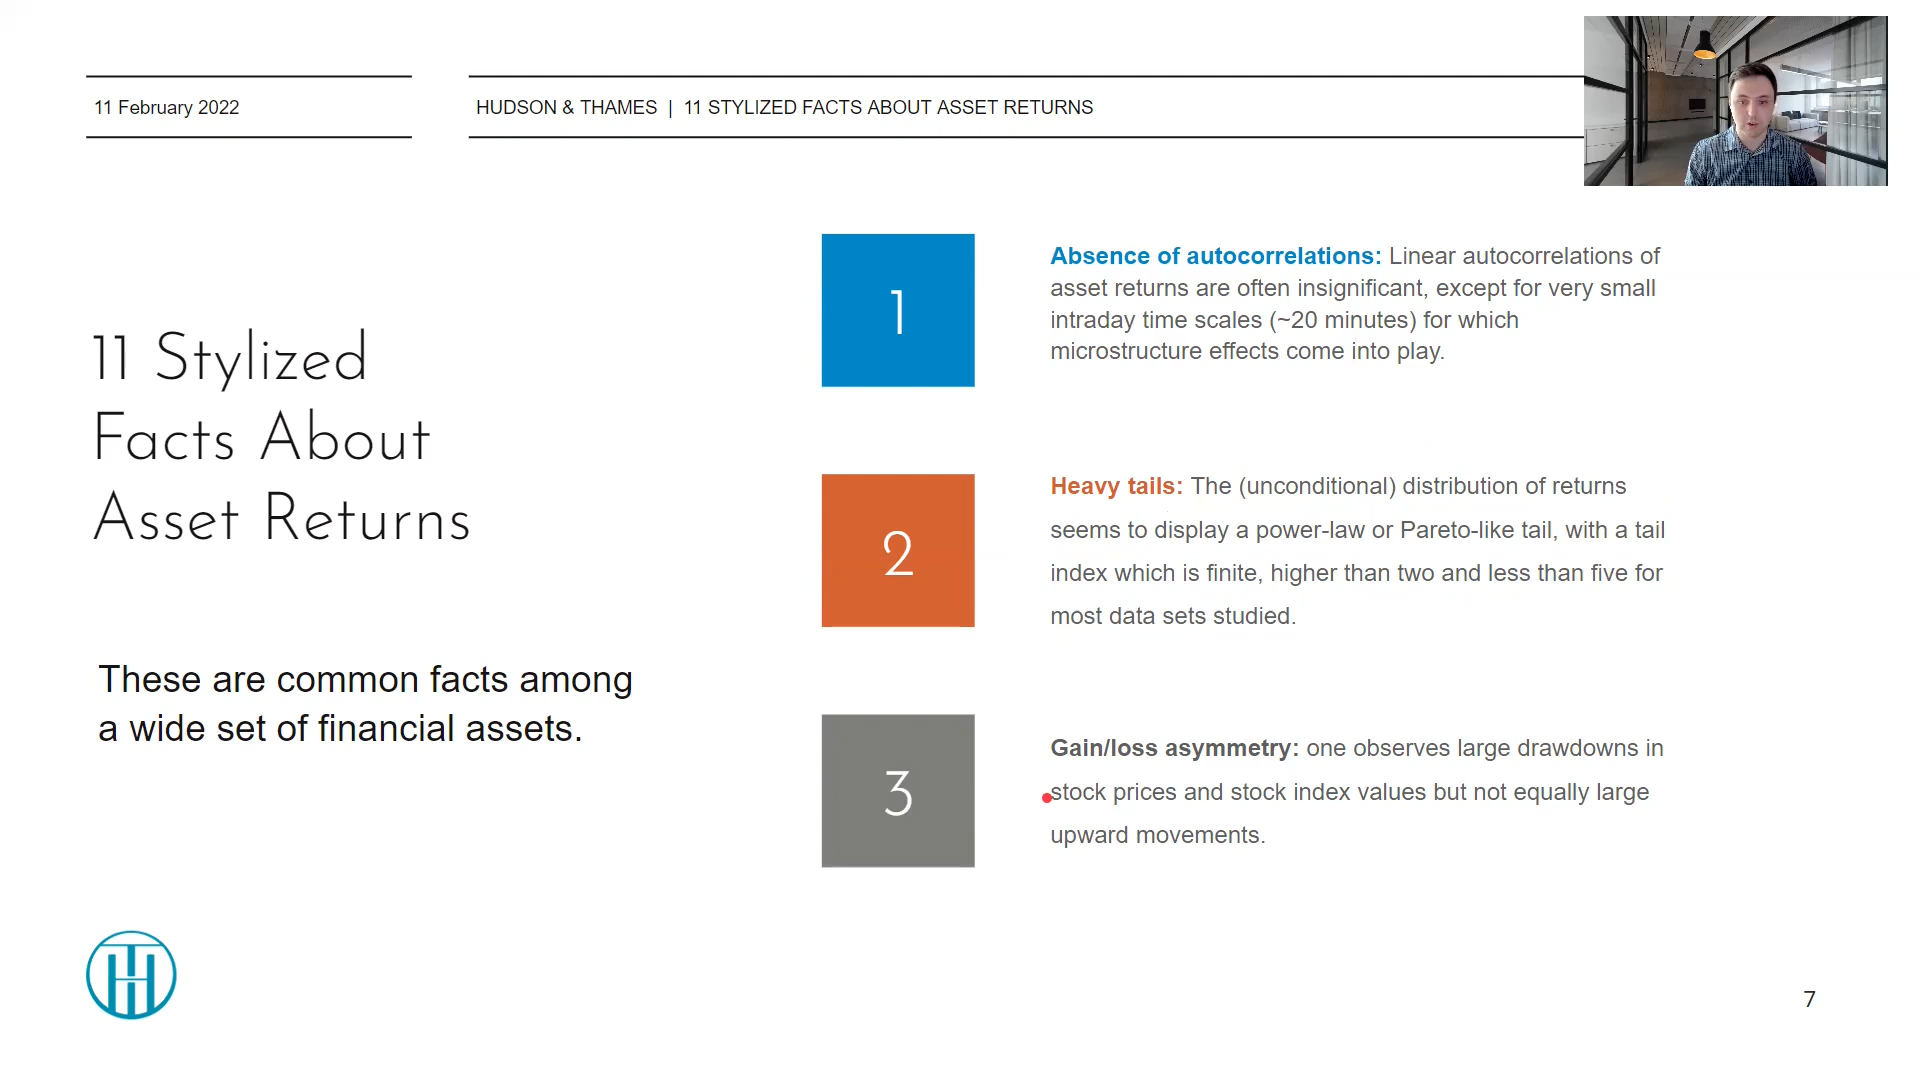 11 February 2022
HUDSON & THAMES | 11 STYLIZED FACTS ABOUT ASSET RETURNS
11 Stylized
Facts About
Asset Returns
These are common facts among
a wide set of financial assets.
1
Absence of autocorrelations: Linear autocorrelations of
asset returns are often insignificant, except for very small
intraday time scales (~20 minutes) for which
microstructure effects come into play.
2
Heavy tails: The (unconditional) distribution of returns
seems to display a power-law or Pareto-like tail, with a tail
index which is finite, higher than two and less than five for
most data sets studied.
3
Gain/loss asymmetry: one observes large drawdowns in
stock prices and stock index values but not equally large
upward movements.
7